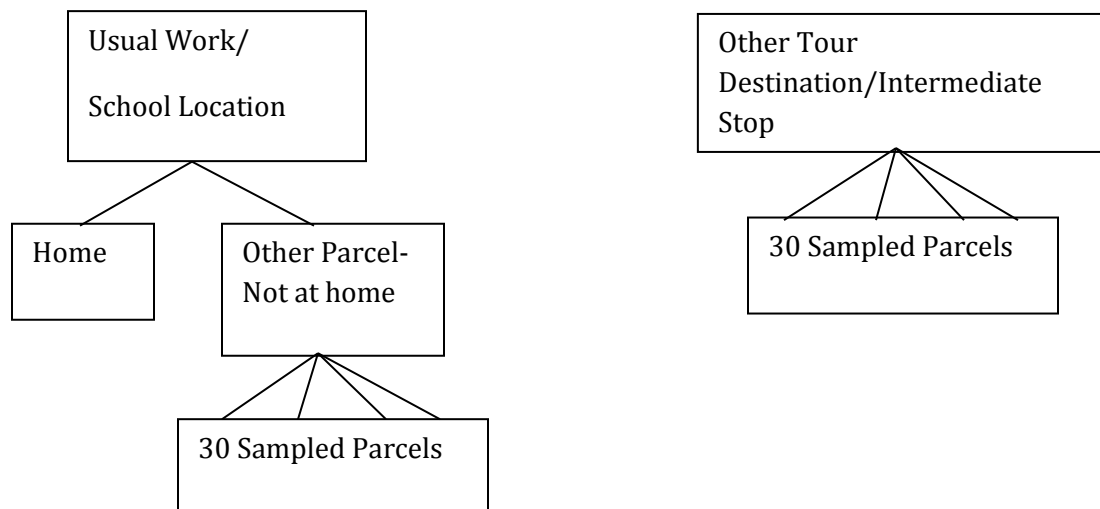 Usual Work/
School Location
Home
Other Parcel-
Not at home
30 Sampled Parcels
Other Tour
Destination/Intermediate
Stop
30 Sampled Parcels